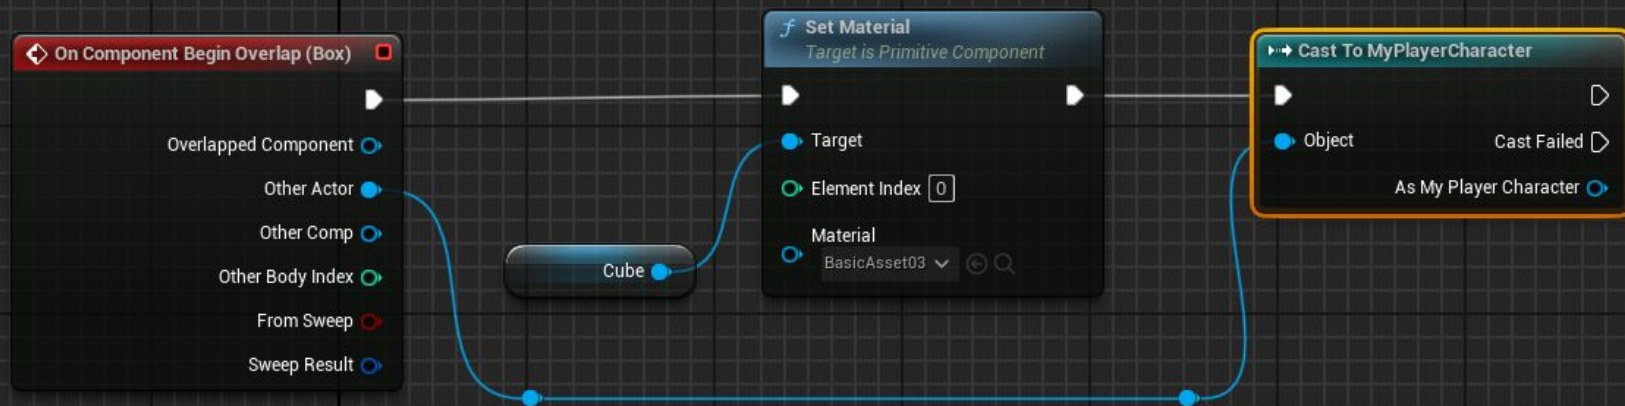 On Component Begin Overlap (Box)
Overlapped Component
Other Actor
Other Comp
Other Body Index
From Sweep
Sweep Result
Cube
f Set Material
Target is Primitive Component
Target
Element Index 0
Material
BasicAsset03
Cast To MyPlayerCharacter
Object
Cast Failed
As My Player Character